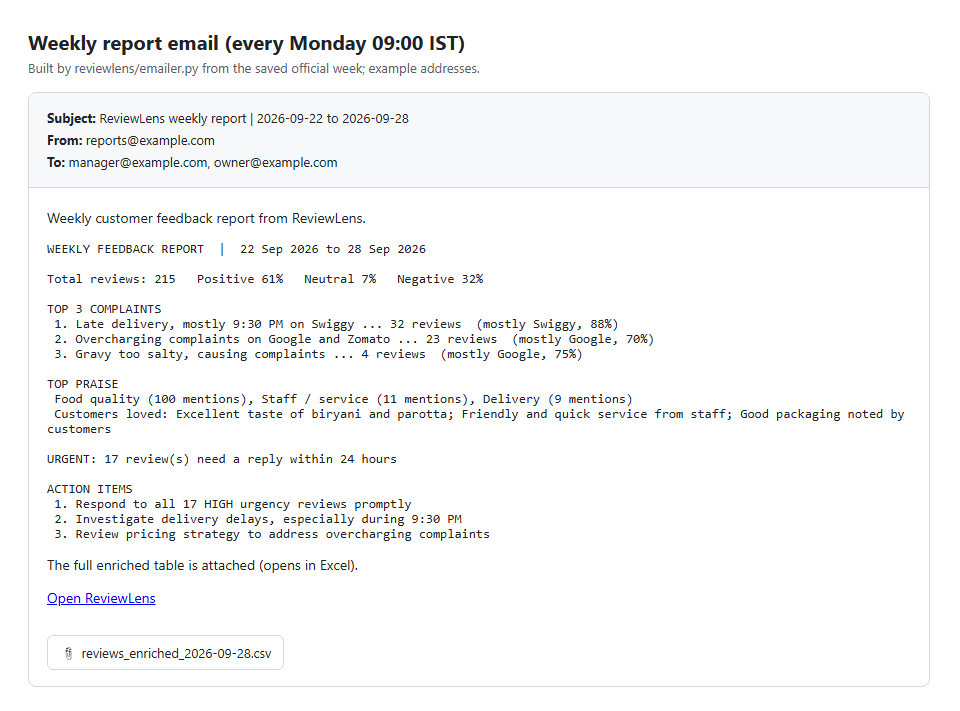 Weekly report email (every Monday 09:00 IST)
Built by reviewlens/emailer.py from the saved official week; example addresses.
Subject: ReviewLens weekly report | 2026-09-22 to 2026-09-28
From: reports@example.com
To: manager@example.com, owner@example.com
Weekly customer feedback report from ReviewLens.
WEEKLY FEEDBACK REPORT | 22 Sep 2026 to 28 Sep 2026
Total reviews: 215 Positive 61% Neutral 7% Negative 32%
TOP 3 COMPLAINTS
1. Late delivery, mostly 9:30 PM on Swiggy ... 32 reviews (mostly Swiggy, 88%)
2. Overcharging complaints on Google and Zomato ... 23 reviews (mostly Google, 70%)
3. Gravy too salty, causing complaints ... 4 reviews (mostly Google, 75%)
TOP PRAISE
Food quality (100 mentions), Staff / service (11 mentions), Delivery (9 mentions)
Customers loved: Excellent taste of biryani and parotta; Friendly and quick service from staff; Good packaging noted by
customers
URGENT: 17 review(s) need a reply within 24 hours
ACTION ITEMS
1. Respond to all 17 HIGH urgency reviews promptly
2. Investigate delivery delays, especially during 9:30 PM
3. Review pricing strategy to address overcharging complaints
The full enriched table is attached (opens in Excel).
Open ReviewLens
reviews_enriched_2026-09-28.csv